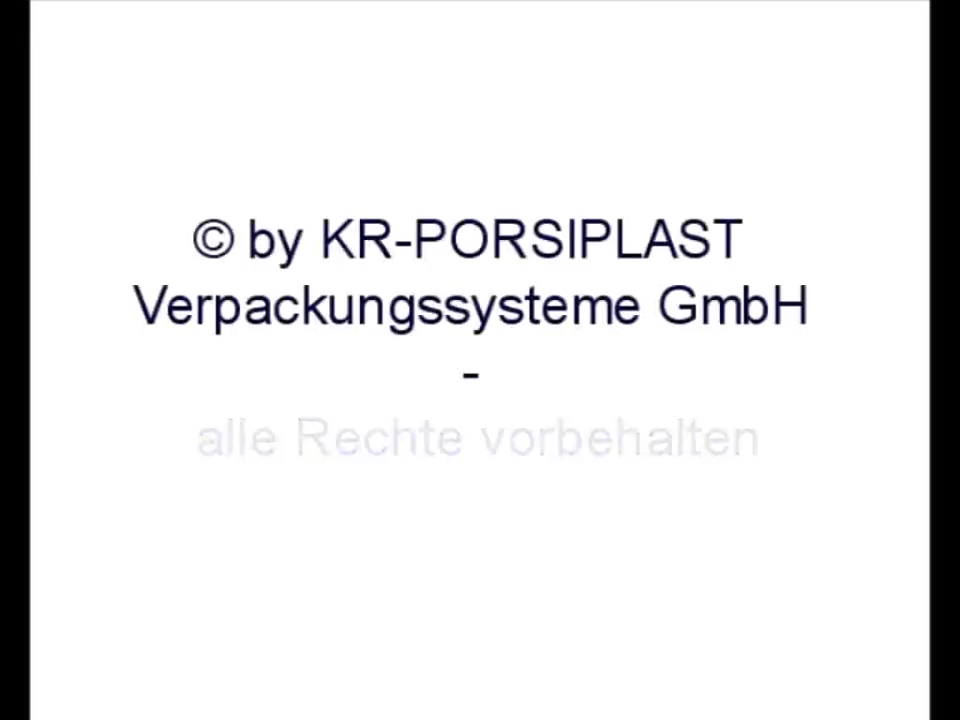 © by KR-PORSIPLAST
Verpackungssysteme GmbH
-
alle Rechte vorbehalten